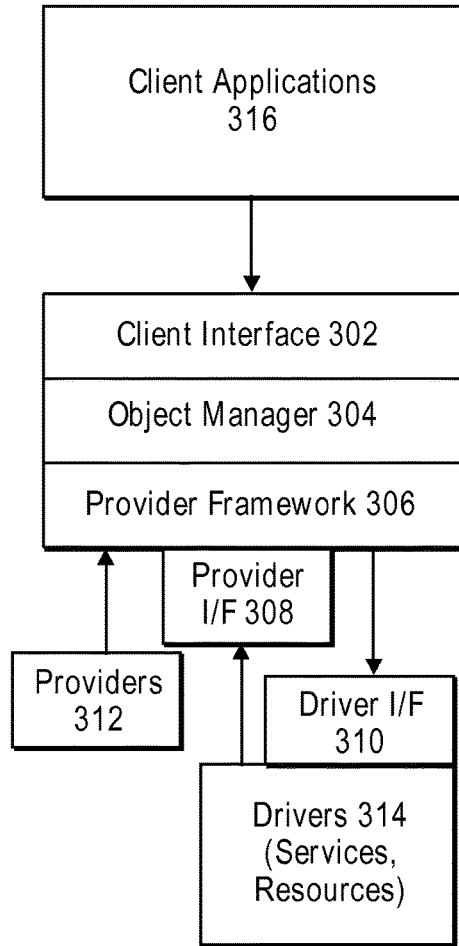 Client Applications
316
Client Interface 302
Object Manager 304
Provider Framework 306
Provider
I/F 308
Providers
312
Driver I/F
310
Drivers 314
(Services,
Resources)